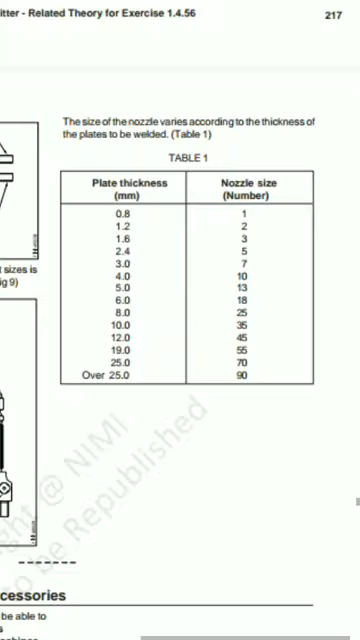 itter - Related Theory for Exercise 1.4.56
217
The size of the nozzle varies according to the thickness of
the plates to be welded. (Table 1)
TABLE 1
Plate thickness Nozzle size
(mm) (Number)
0.8 1
1.2 2
1.6 3
2.4 5
3.0 7
4.0 10
5.0 13
6.0 18
8.0 25
10.0 35
12.0 45
19.0 55
25.0 70
Over 25.0 90
t sizes is
ig 9)
ght @ NIMI
to be Republished
cessories
be able to